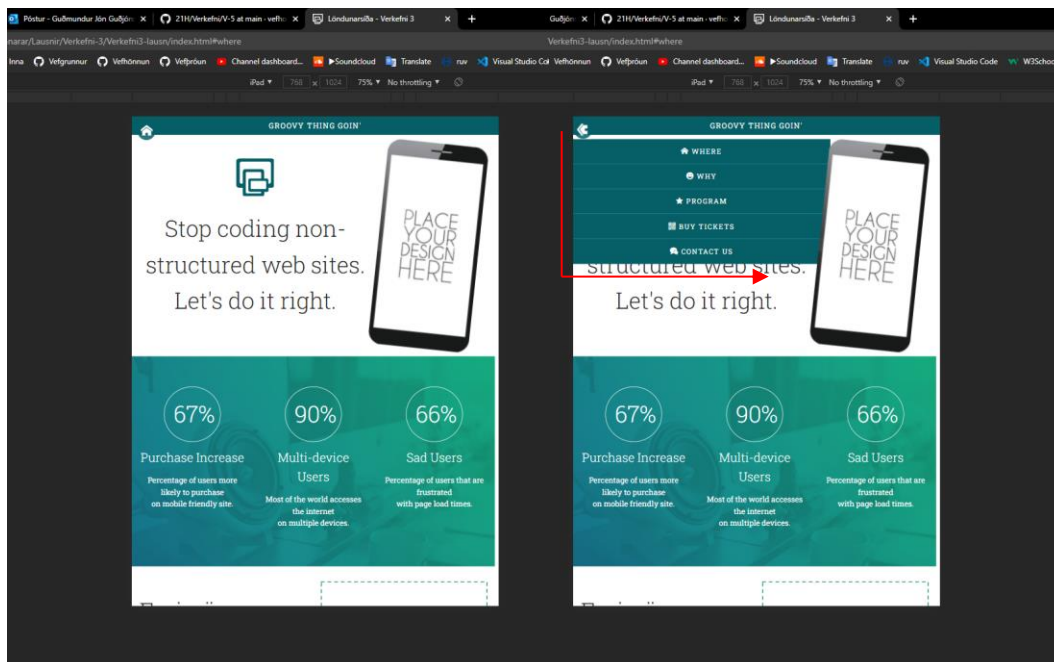 Póstur - Guðmundur Jón Guðjón
21H/Verkefni/V-5 at main · vefh
Löndunarsíða - Verkefni 3
narar/Lausnir/Verkefni-3/Verkefni3-lausn/index.html#where
Inna Vefgrunnur Vefhönnun Vefþróun Channel dashboard... ►Soundcloud Translate ruv Visual Studio Co
iPad ▼ 768 x 1024 75% ▼ No throttling ▼
GROOVY THING GOIN'
Stop coding non-
structured web sites.
Let's do it right.
PLACE
YOUR
DESIGN
HERE
67%
Purchase Increase
Percentage of users more
likely to purchase
on mobile friendly site.
90%
Multi-device
Users
Most of the world accesses
the internet
on multiple devices.
66%
Sad Users
Percentage of users that are
frustrated
with page load times.
Guðjón
21H/Verkefni/V-5 at main · vefh
Löndunarsíða - Verkefni 3
Verkefni3-lausn/index.html#where
Vefhönnun Vefþróun Channel dashboard... ►Soundcloud Translate ruv Visual Studio Code W3Schoo
iPad ▼ 768 x 1024 75% ▼ No throttling ▼
GROOVY THING GOIN'
WHERE
WHY
PROGRAM
BUY TICKETS
CONTACT US
structured web sites.
Let's do it right.
PLACE
YOUR
DESIGN
HERE
67%
Purchase Increase
Percentage of users more
likely to purchase
on mobile friendly site.
90%
Multi-device
Users
Most of the world accesses
the internet
on multiple devices.
66%
Sad Users
Percentage of users that are
frustrated
with page load times.